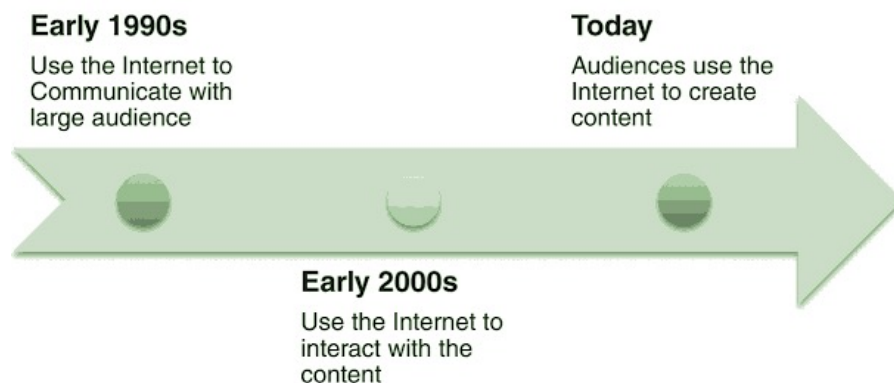 Early 1990s
Use the Internet to
Communicate with
large audience
Early 2000s
Use the Internet to
interact with the
content
Today
Audiences use the
Internet to create
content